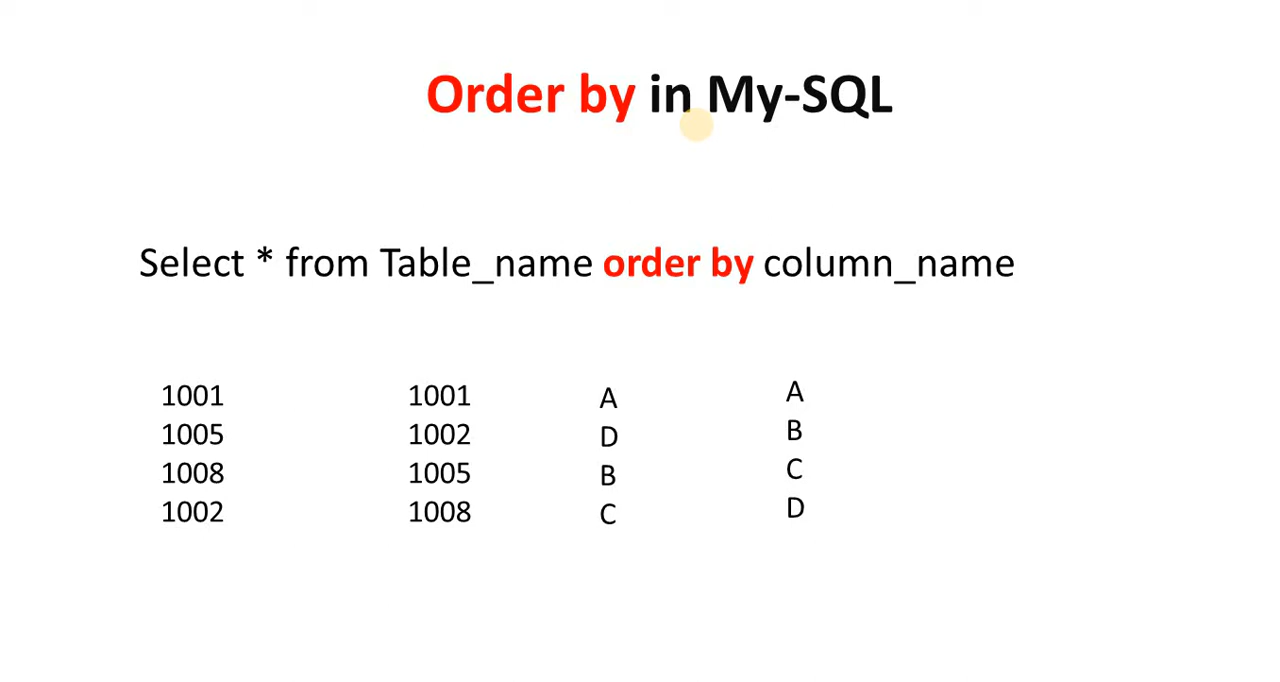 Order by in My-SQL
Select * from Table_name order by column_name
1001 1001 A A
1005 1002 D B
1008 1005 B C
1002 1008 C D